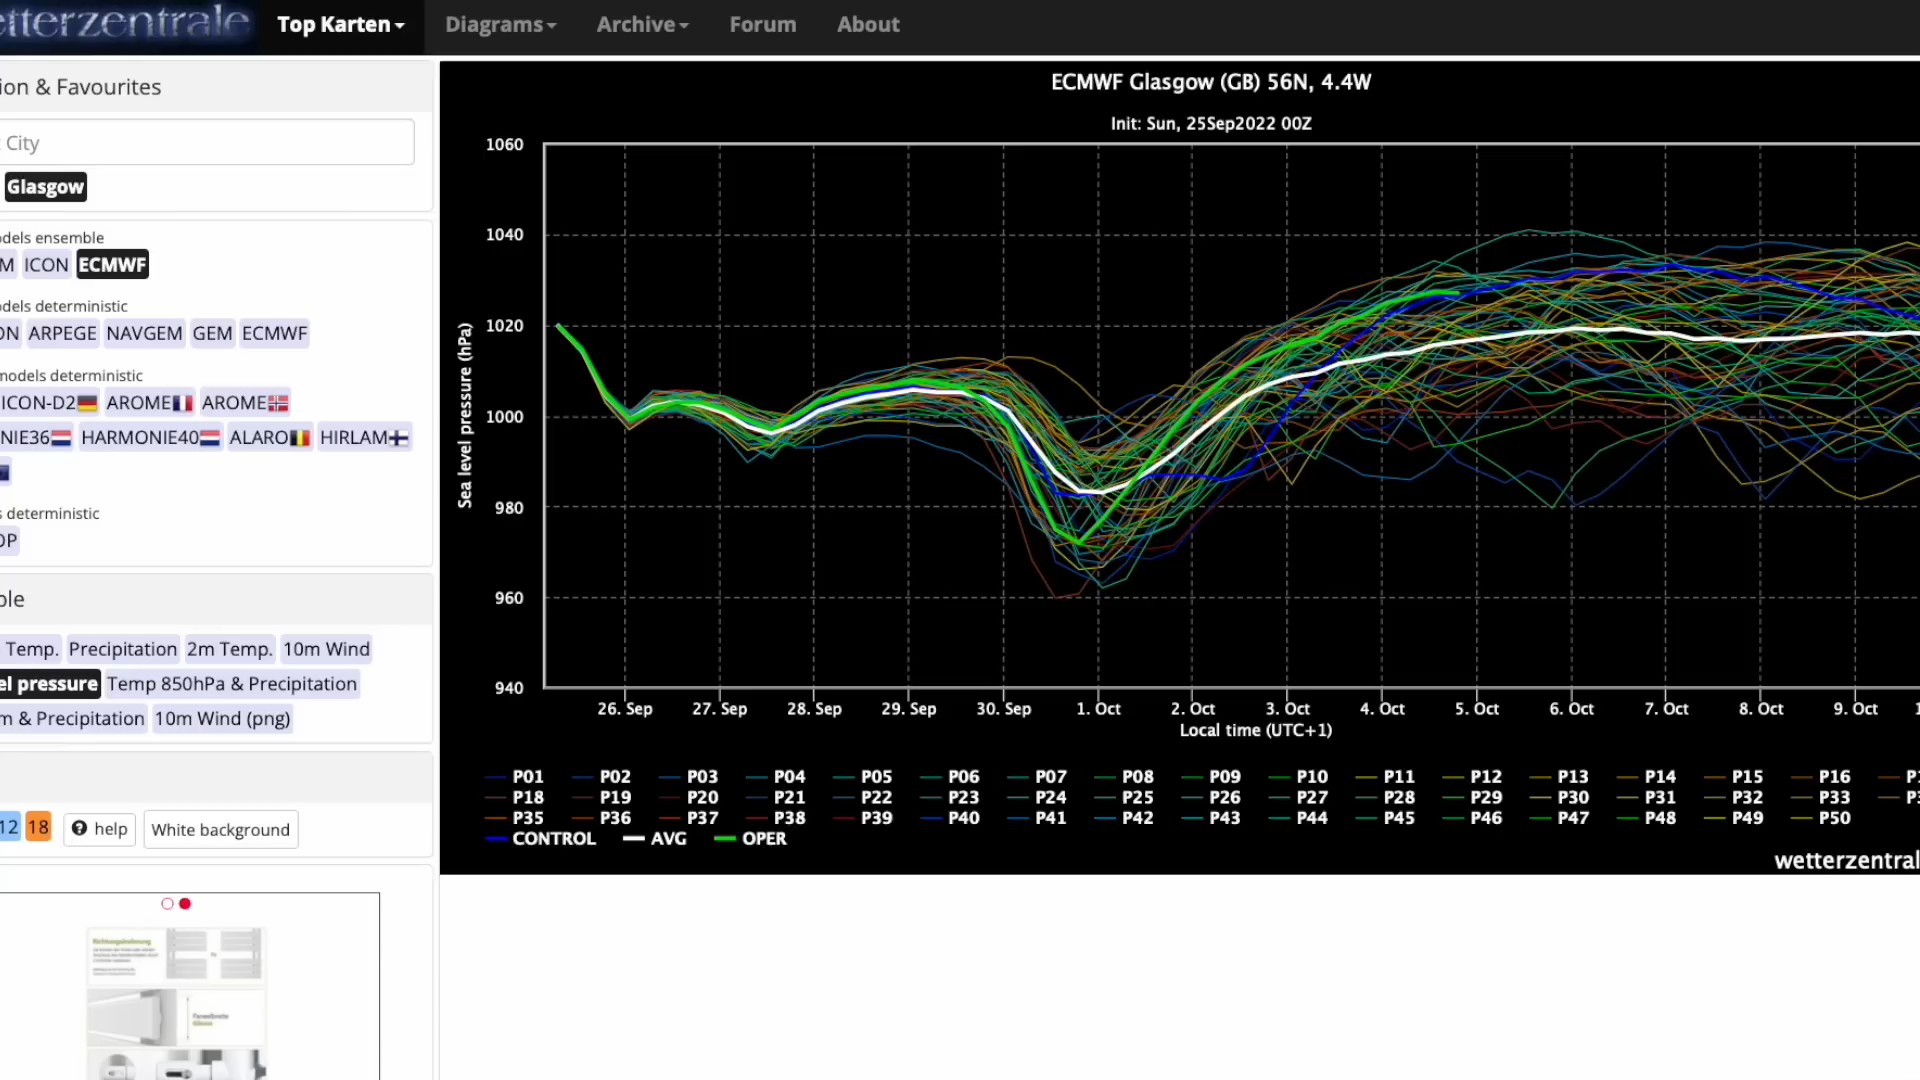 etterzentrale Top Karten Diagrams Archive Forum About
ion & Favourites
City
Glasgow
dels ensemble
M ICON ECMWF
dels deterministic
ON ARPEGE NAVGEM GEM ECMWF
models deterministic
ICON-D2 AROME AROME
NIE36 HARMONIE40 ALARO HIRLAM
s deterministic
OP
ble
Temp. Precipitation 2m Temp. 10m Wind
el pressure Temp 850hPa & Precipitation
m & Precipitation 10m Wind (png)
12 18 help White background
Farbwelbreite
ECMWF Glasgow (GB) 56N, 4.4W
Init: Sun, 25Sep2022 00Z
Sea level pressure (hPa)
1060
1040
1020
1000
980
960
940
26. Sep 27. Sep 28. Sep 29. Sep 30. Sep 1. Oct 2. Oct 3. Oct 4. Oct 5. Oct 6. Oct 7. Oct 8. Oct 9. Oct 1
Local time (UTC+1)
P01 P02 P03 P04 P05 P06 P07 P08 P09 P10 P11 P12 P13 P14 P15 P16 P1
P18 P19 P20 P21 P22 P23 P24 P25 P26 P27 P28 P29 P30 P31 P32 P33 P3
P35 P36 P37 P38 P39 P40 P41 P42 P43 P44 P45 P46 P47 P48 P49 P50
CONTROL AVG OPER
wetterzentral